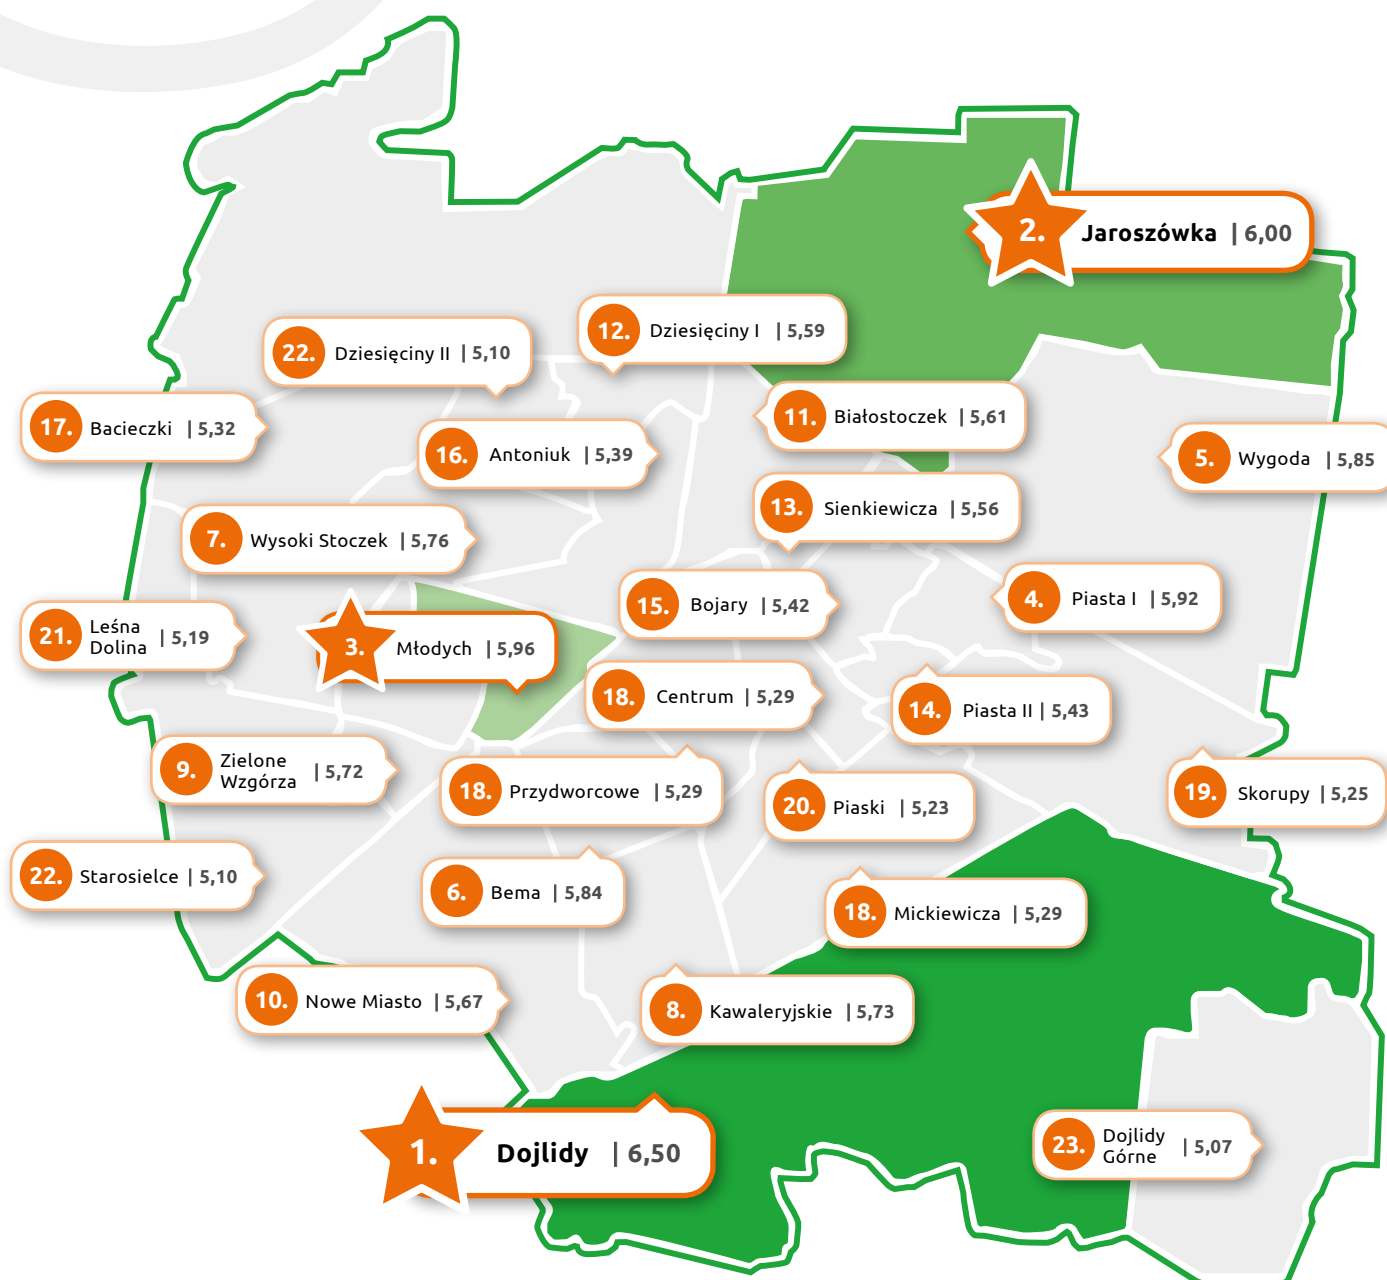 2. Jaroszówka | 6,00
12. Dziesięciny I | 5,59
22. Dziesięciny II | 5,10
11. Białostoczek | 5,61
17. Bacieczki | 5,32
16. Antoniuk | 5,39
5. Wygoda | 5,85
13. Sienkiewicza | 5,56
7. Wysoki Stoczek | 5,76
15. Bojary | 5,42
4. Piasta I | 5,92
21. Leśna
Dolina | 5,19
3. Młodych | 5,96
18. Centrum | 5,29
14. Piasta II | 5,43
9. Zielone
Wzgórza | 5,72
18. Przydworcowe | 5,29
20. Piaski | 5,23
19. Skorupy | 5,25
22. Starosielce | 5,10
6. Bema | 5,84
18. Mickiewicza | 5,29
10. Nowe Miasto | 5,67
8. Kawaleryjskie | 5,73
1. Dojlidy | 6,50
23. Dojlidy
Górne | 5,07